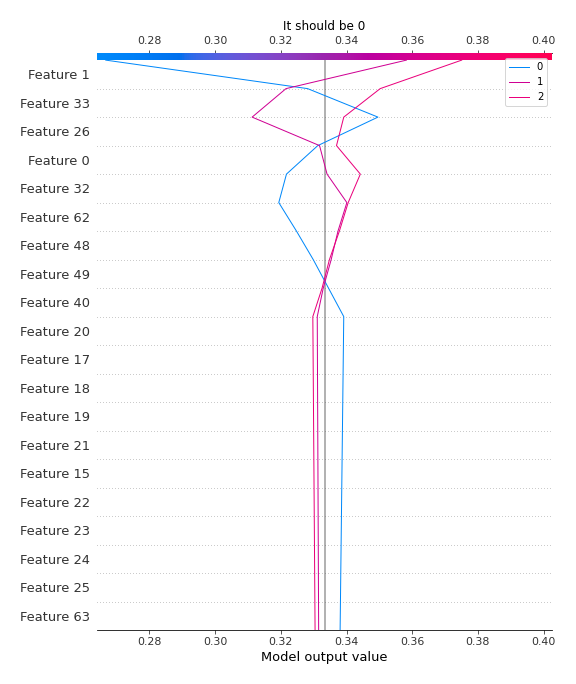 It should be 0
0.28 0.30 0.32 0.34 0.36 0.38 0.40
0
1
2
Feature 1
Feature 33
Feature 26
Feature 0
Feature 32
Feature 62
Feature 48
Feature 49
Feature 40
Feature 20
Feature 17
Feature 18
Feature 19
Feature 21
Feature 15
Feature 22
Feature 23
Feature 24
Feature 25
Feature 63
0.28 0.30 0.32 0.34 0.36 0.38 0.40
Model output value